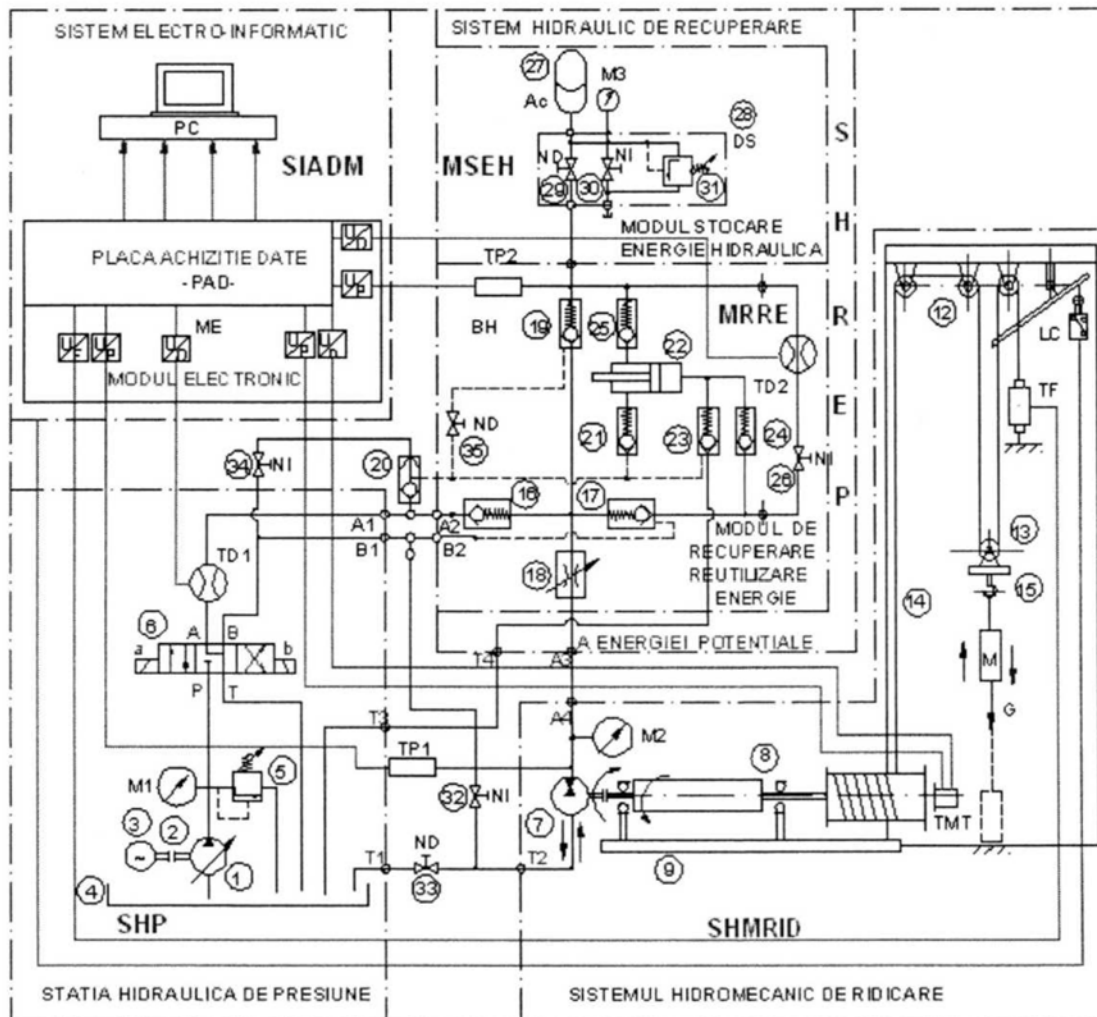 SISTEM ELECTRO-INFORMATIC
PC
SIADM
PLACA ACHIZITIE DATE
-PAD-
ME
MODUL ELECTRONIC
SISTEM HIDRAULIC DE RECUPERARE
27
M3
Ac
28
DS
ND
NI
29
30
31
MSEH
MODUL STOCARE
ENERGIE HIDRAULICA
S
H
R
E
P
TP2
BH
19
25
MRRE
22
TD2
ND
35
21
23
24
26
NI
34
NI
20
16
17
A1
A2
B1
B2
MODUL DE
RECUPERARE
REUTILIZARE
ENERGIE
18
A ENERGIEI POTENTIALE
TD1
6
A
B
a
b
P
T
T4
A3
A4
T3
TP1
M2
M1
5
3
2
1
4
32
NI
ND
33
T1
T2
7
8
9
TMT
12
LC
TF
13
14
15
M
G
SHP
SHMRID
STATIA HIDRAULICA DE PRESIUNE
SISTEMUL HIDROMECANIC DE RIDICARE